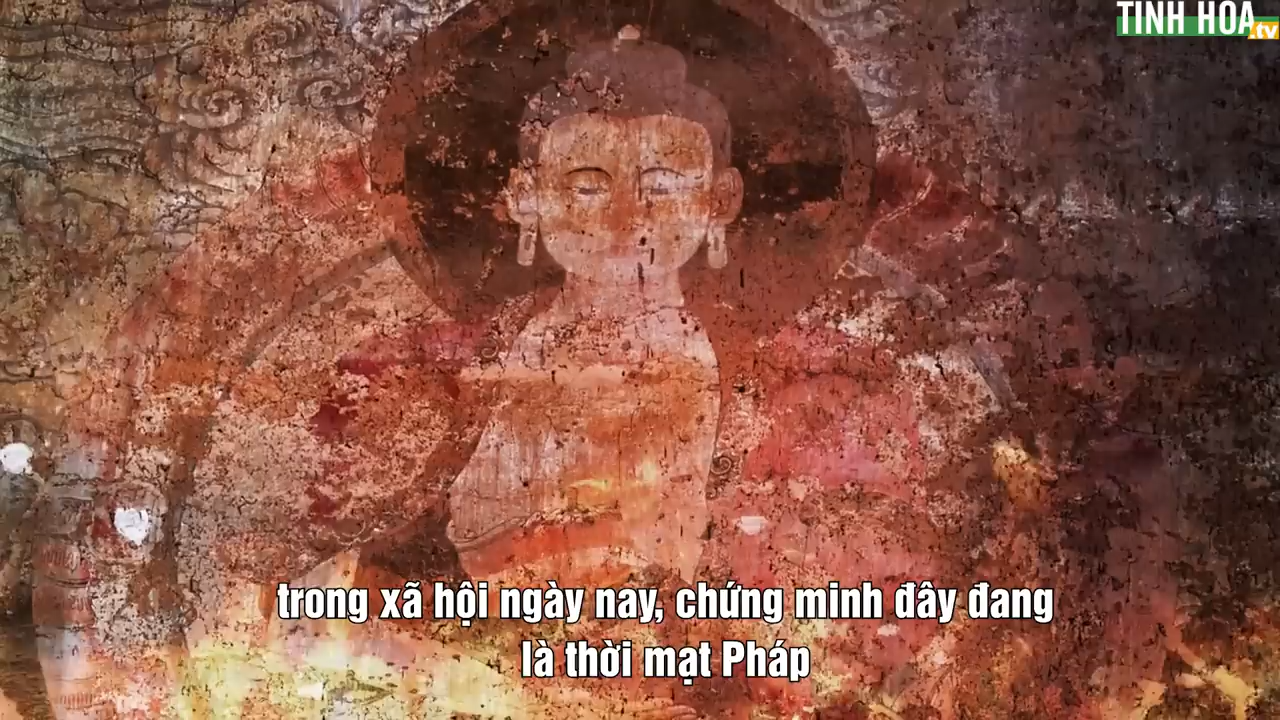 TINH HOA
.tv
trong xã hội ngày nay, chứng minh đây đang
là thời mạt Pháp